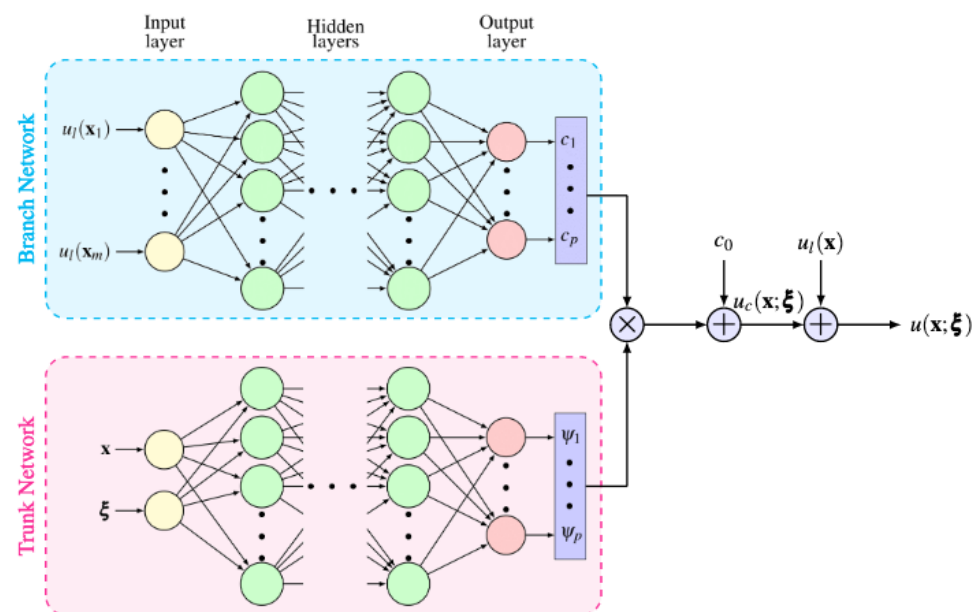 Input
layer
Hidden
layers
Output
layer
Branch Network
u_l(𝐱_1)
u_l(𝐱_m)
c_1
c_p
c_0
u_l(𝐱)
u_c(𝐱;𝛏)
u(𝐱;𝛏)
Trunk Network
𝐱
𝛏
ψ_1
ψ_p